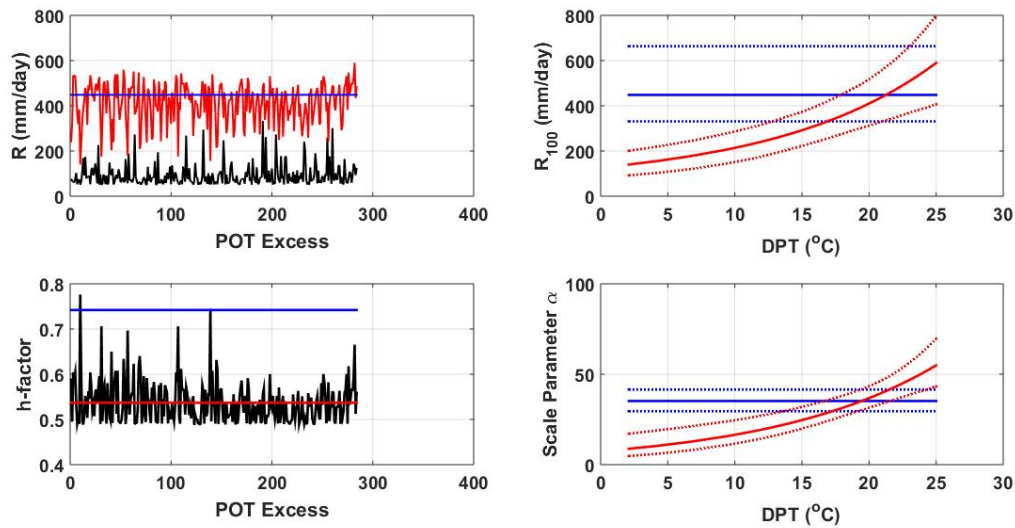 R (mm/day)
800
600
400
200
0
0 100 200 300 400
POT Excess
R100 (mm/day)
800
600
400
200
0
0 5 10 15 20 25 30
DPT (oC)
h-factor
0.8
0.7
0.6
0.5
0.4
0 100 200 300 400
POT Excess
Scale Parameter α
100
50
0
0 5 10 15 20 25 30
DPT (oC)